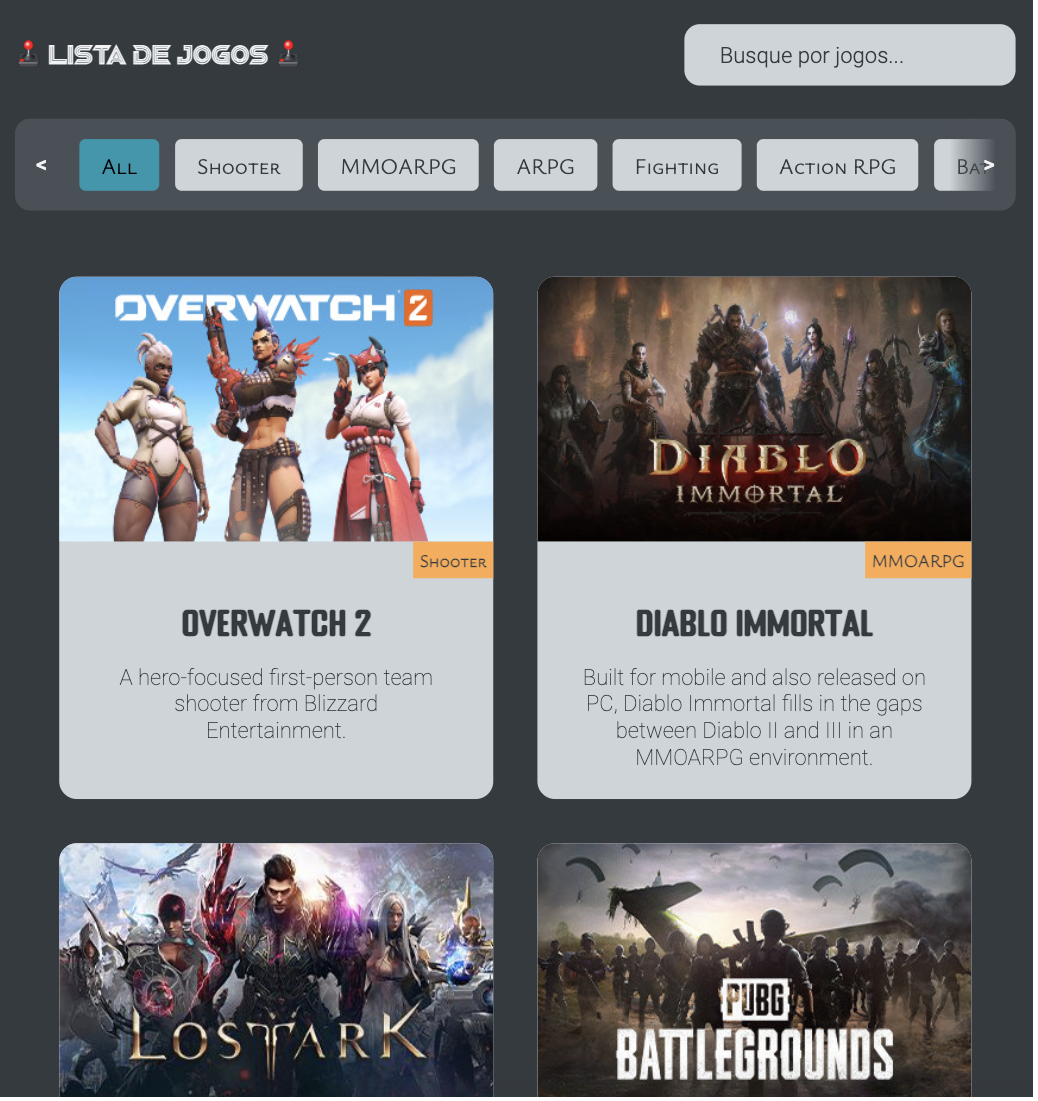 LISTA DE JOGOS
Busque por jogos...
<
All
Shooter
MMOARPG
ARPG
Fighting
Action RPG
>
OVERWATCH 2
DIABLO
IMMORTAL
Shooter
MMOARPG
OVERWATCH 2
DIABLO IMMORTAL
A hero-focused first-person team
shooter from Blizzard
Entertainment.
Built for mobile and also released on
PC, Diablo Immortal fills in the gaps
between Diablo II and III in an
MMOARPG environment.
LOST ARK
PUBG
BATTLEGROUNDS